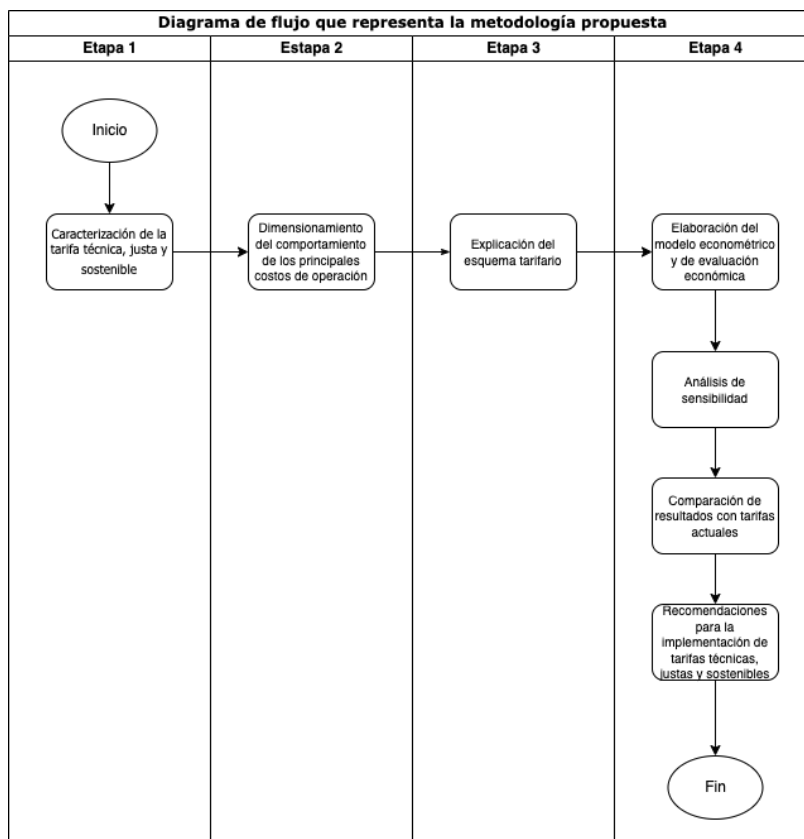 Diagrama de flujo que representa la metodología propuesta
Etapa 1
Estapa 2
Etapa 3
Etapa 4
Inicio
Caracterización de la
tarifa técnica, justa y
sostenible
Dimensionamiento
del comportamiento
de los principales
costos de operación
Explicación del
esquema tarifario
Elaboración del
modelo econométrico
y de evaluación
económica
Análisis de
sensibilidad
Comparación de
resultados con tarifas
actuales
Recomendaciones
para la
implementación de
tarifas técnicas,
justas y sostenibles
Fin